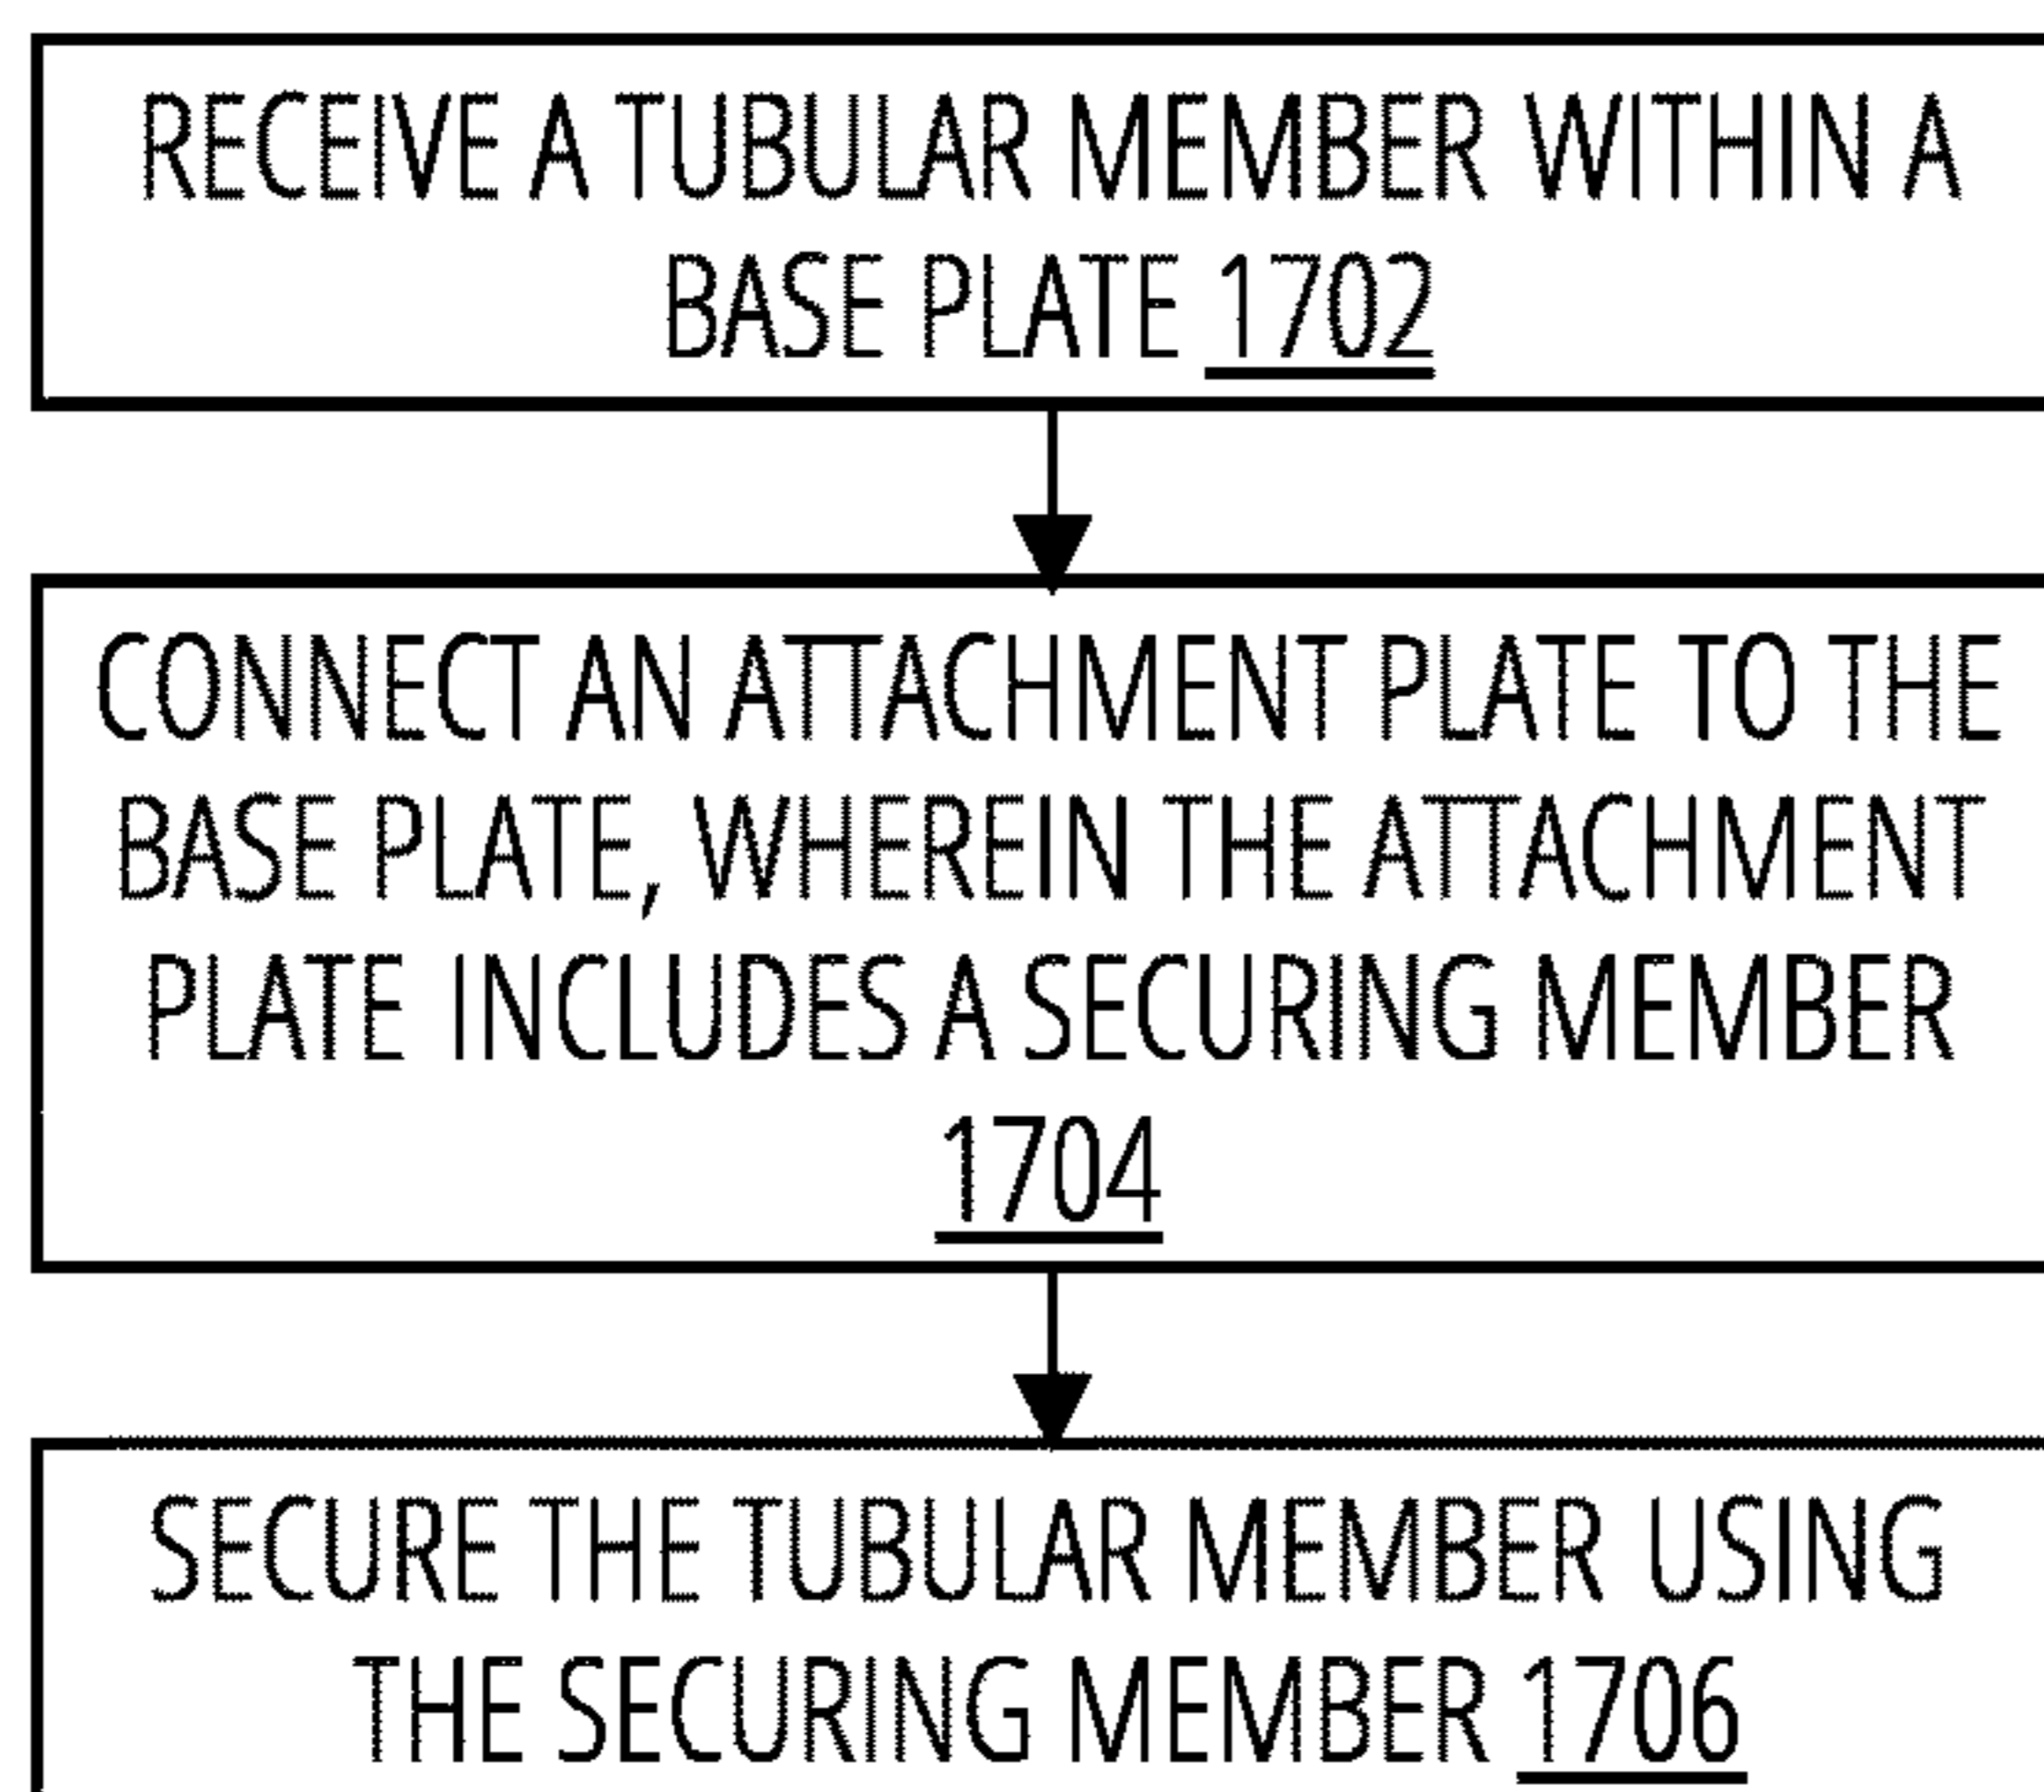 RECEIVE A TUBULAR MEMBER WITHIN A
BASE PLATE 1702
CONNECT AN ATTACHMENT PLATE TO THE
BASE PLATE, WHEREIN THE ATTACHMENT
PLATE INCLUDES A SECURING MEMBER
1704
SECURE THE TUBULAR MEMBER USING
THE SECURING MEMBER 1706